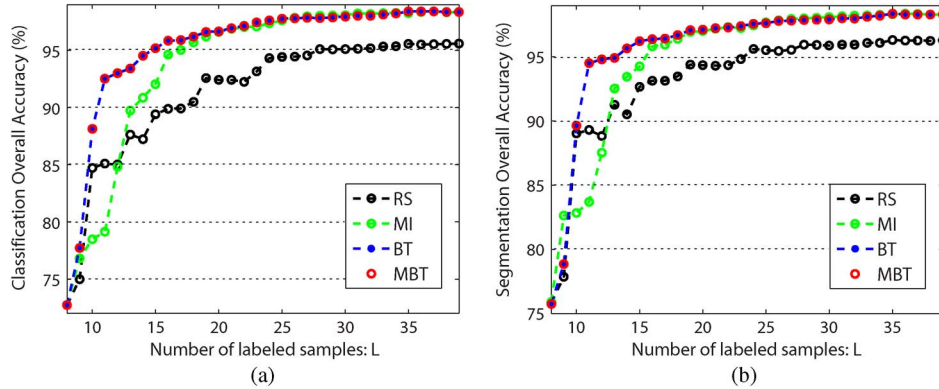 Classification Overall Accuracy (%)
95
90
85
80
75
10 15 20 25 30 35
Number of labeled samples: L
RS
MI
BT
MBT
(a)
Segmentation Overall Accuracy (%)
100
95
90
85
80
75
10 15 20 25 30 35
Number of labeled samples: L
RS
MI
BT
MBT
(b)